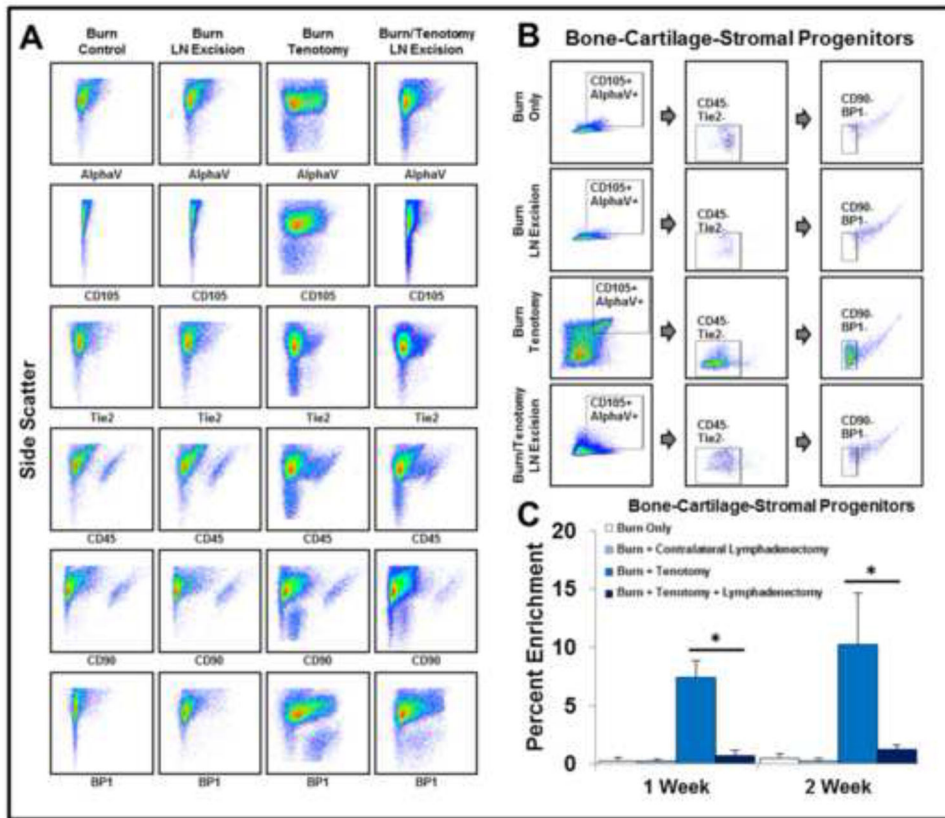 A
Burn
Control
Burn
LN Excision
Burn
Tenotomy
Burn/Tenotomy
LN Excision
Side Scatter
AlphaV AlphaV AlphaV AlphaV
CD105 CD105 CD105 CD105
Tie2 Tie2 Tie2 Tie2
CD45 CD45 CD45 CD45
CD90 CD90 CD90 CD90
BP1 BP1 BP1 BP1
B
Bone-Cartilage-Stromal Progenitors
Burn
Only
CD105+
AlphaV+
CD45-
Tie2-
CD90-
BP1-
Burn
LN Excision
CD105+
AlphaV+
CD45-
Tie2-
CD90-
BP1-
Burn
Tenotomy
CD105+
AlphaV+
CD45-
Tie2-
CD90-
BP1-
Burn/Tenotomy
LN Excision
CD105+
AlphaV+
CD45-
Tie2-
CD90-
BP1-
C
Bone-Cartilage-Stromal Progenitors
Percent Enrichment
20
15
10
5
0
Burn Only
Burn + Contralateral Lymphadenectomy
Burn + Tenotomy
Burn + Tenotomy + Lymphadenectomy
*
*
1 Week
2 Week